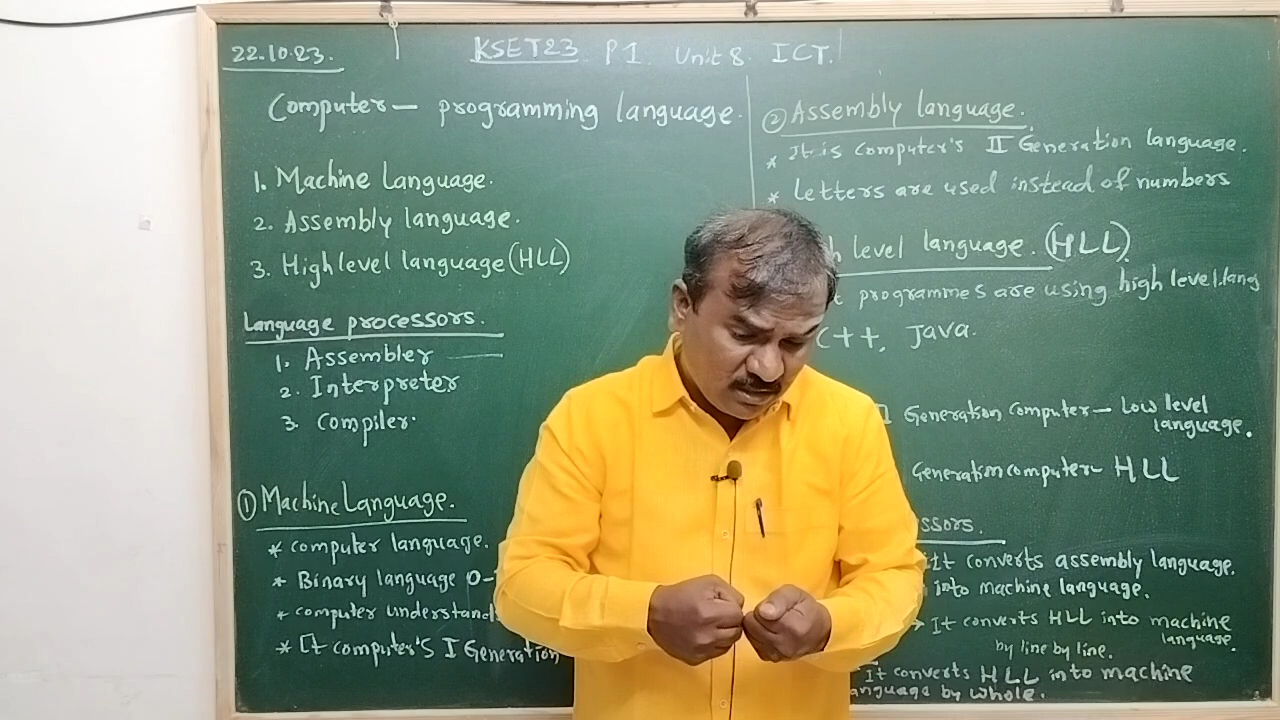 22.10.23.
KSET23 P1 Unit 8 ICT.
Computer— programming language.
1. Machine Language.
2. Assembly language.
3. High level language (HLL)
Language processors.
1. Assembler
2. Interpreter
3. Compiler.
① Machine Language.
* computer language.
* Binary language 0-
* computer understand
* It computer's I Generation
② Assembly language.
* It is computer's II Generation language.
* Letters are used instead of numbers
level language. (HLL).
programmes are using high level lang
C++, Java.
Generation computer— Low level
language.
Generation computer— HLL
It converts assembly language.
into machine language.
→ It converts HLL into machine
language.
by line by line.
It converts HLL into machine
language by whole.